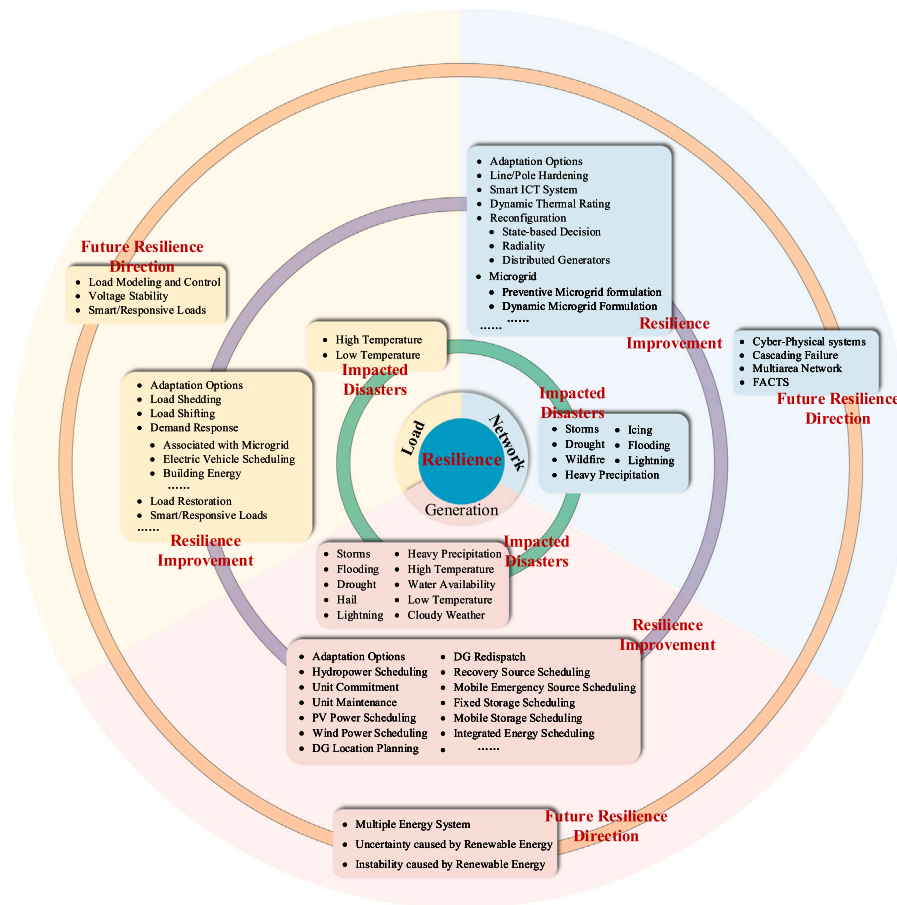 Resilience
Load
Network
Generation
Future Resilience
Direction
• Load Modeling and Control
• Voltage Stability
• Smart/Responsive Loads
• High Temperature
• Low Temperature
Impacted
Disasters
• Adaptation Options
• Load Shedding
• Load Shifting
• Demand Response
• Associated with Microgrid
• Electric Vehicle Scheduling
• Building Energy
......
• Load Restoration
• Smart/Responsive Loads
......
Resilience
Improvement
• Adaptation Options
• Line/Pole Hardening
• Smart ICT System
• Dynamic Thermal Rating
• Reconfiguration
• State-based Decision
• Radiality
• Distributed Generators
• Microgrid
• Preventive Microgrid formulation
• Dynamic Microgrid Formulation
......
......
Resilience
Improvement
• Cyber-Physical systems
• Cascading Failure
• Multiarea Network
• FACTS
Future Resilience
Direction
Impacted
Disasters
• Storms
• Drought
• Wildfire
• Heavy Precipitation
• Icing
• Flooding
• Lightning
Impacted
Disasters
• Storms
• Flooding
• Drought
• Hail
• Lightning
• Heavy Precipitation
• High Temperature
• Water Availability
• Low Temperature
• Cloudy Weather
Resilience
Improvement
• Adaptation Options
• Hydropower Scheduling
• Unit Commitment
• Unit Maintenance
• PV Power Scheduling
• Wind Power Scheduling
• DG Location Planning
• DG Redispatch
• Recovery Source Scheduling
• Mobile Emergency Source Scheduling
• Fixed Storage Scheduling
• Mobile Storage Scheduling
• Integrated Energy Scheduling
• ......
Future Resilience
Direction
• Multiple Energy System
• Uncertainty caused by Renewable Energy
• Instability caused by Renewable Energy